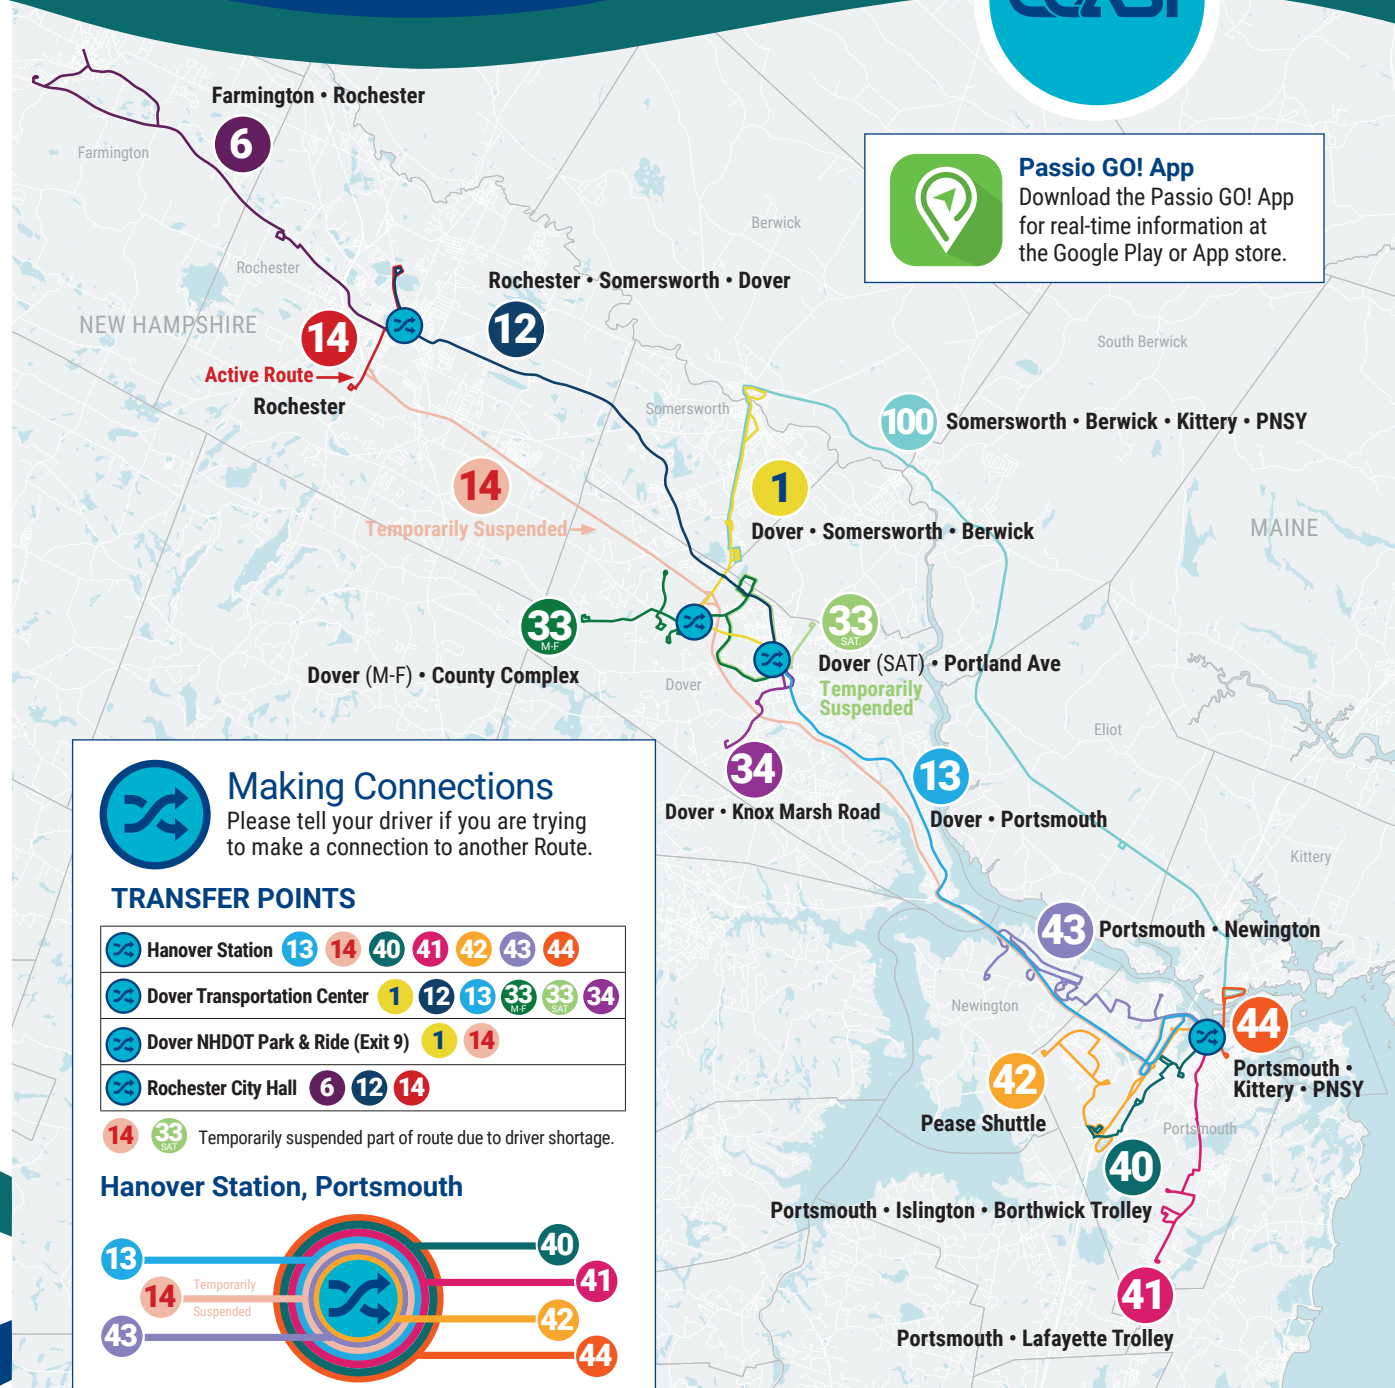 COAST
Farmington • Rochester
6
Farmington
Passio GO! App
Download the Passio GO! App
for real-time information at
the Google Play or App store.
Berwick
Rochester
Rochester • Somersworth • Dover
NEW HAMPSHIRE
14
12
South Berwick
Active Route
Rochester
Somersworth
100
Somersworth • Berwick • Kittery • PNSY
14
1
Temporarily Suspended
Dover • Somersworth • Berwick
MAINE
33
M-F
33
SAT.
Dover (M-F) • County Complex
Dover (SAT) • Portland Ave
Dover
Temporarily
Suspended
Eliot
34
13
Dover • Knox Marsh Road
Dover • Portsmouth
Kittery
43
Portsmouth • Newington
Newington
44
Portsmouth •
Kittery • PNSY
42
Pease Shuttle
Portsmouth
40
Portsmouth • Islington • Borthwick Trolley
41
Portsmouth • Lafayette Trolley
Making Connections
Please tell your driver if you are trying
to make a connection to another Route.
TRANSFER POINTS
Hanover Station 13 14 40 41 42 43 44
Dover Transportation Center 1 12 13 33 M-F 33 SAT 34
Dover NHDOT Park & Ride (Exit 9) 1 14
Rochester City Hall 6 12 14
14 33 SAT Temporarily suspended part of route due to driver shortage.
Hanover Station, Portsmouth
13
40
14
Temporarily
Suspended
41
43
42
44